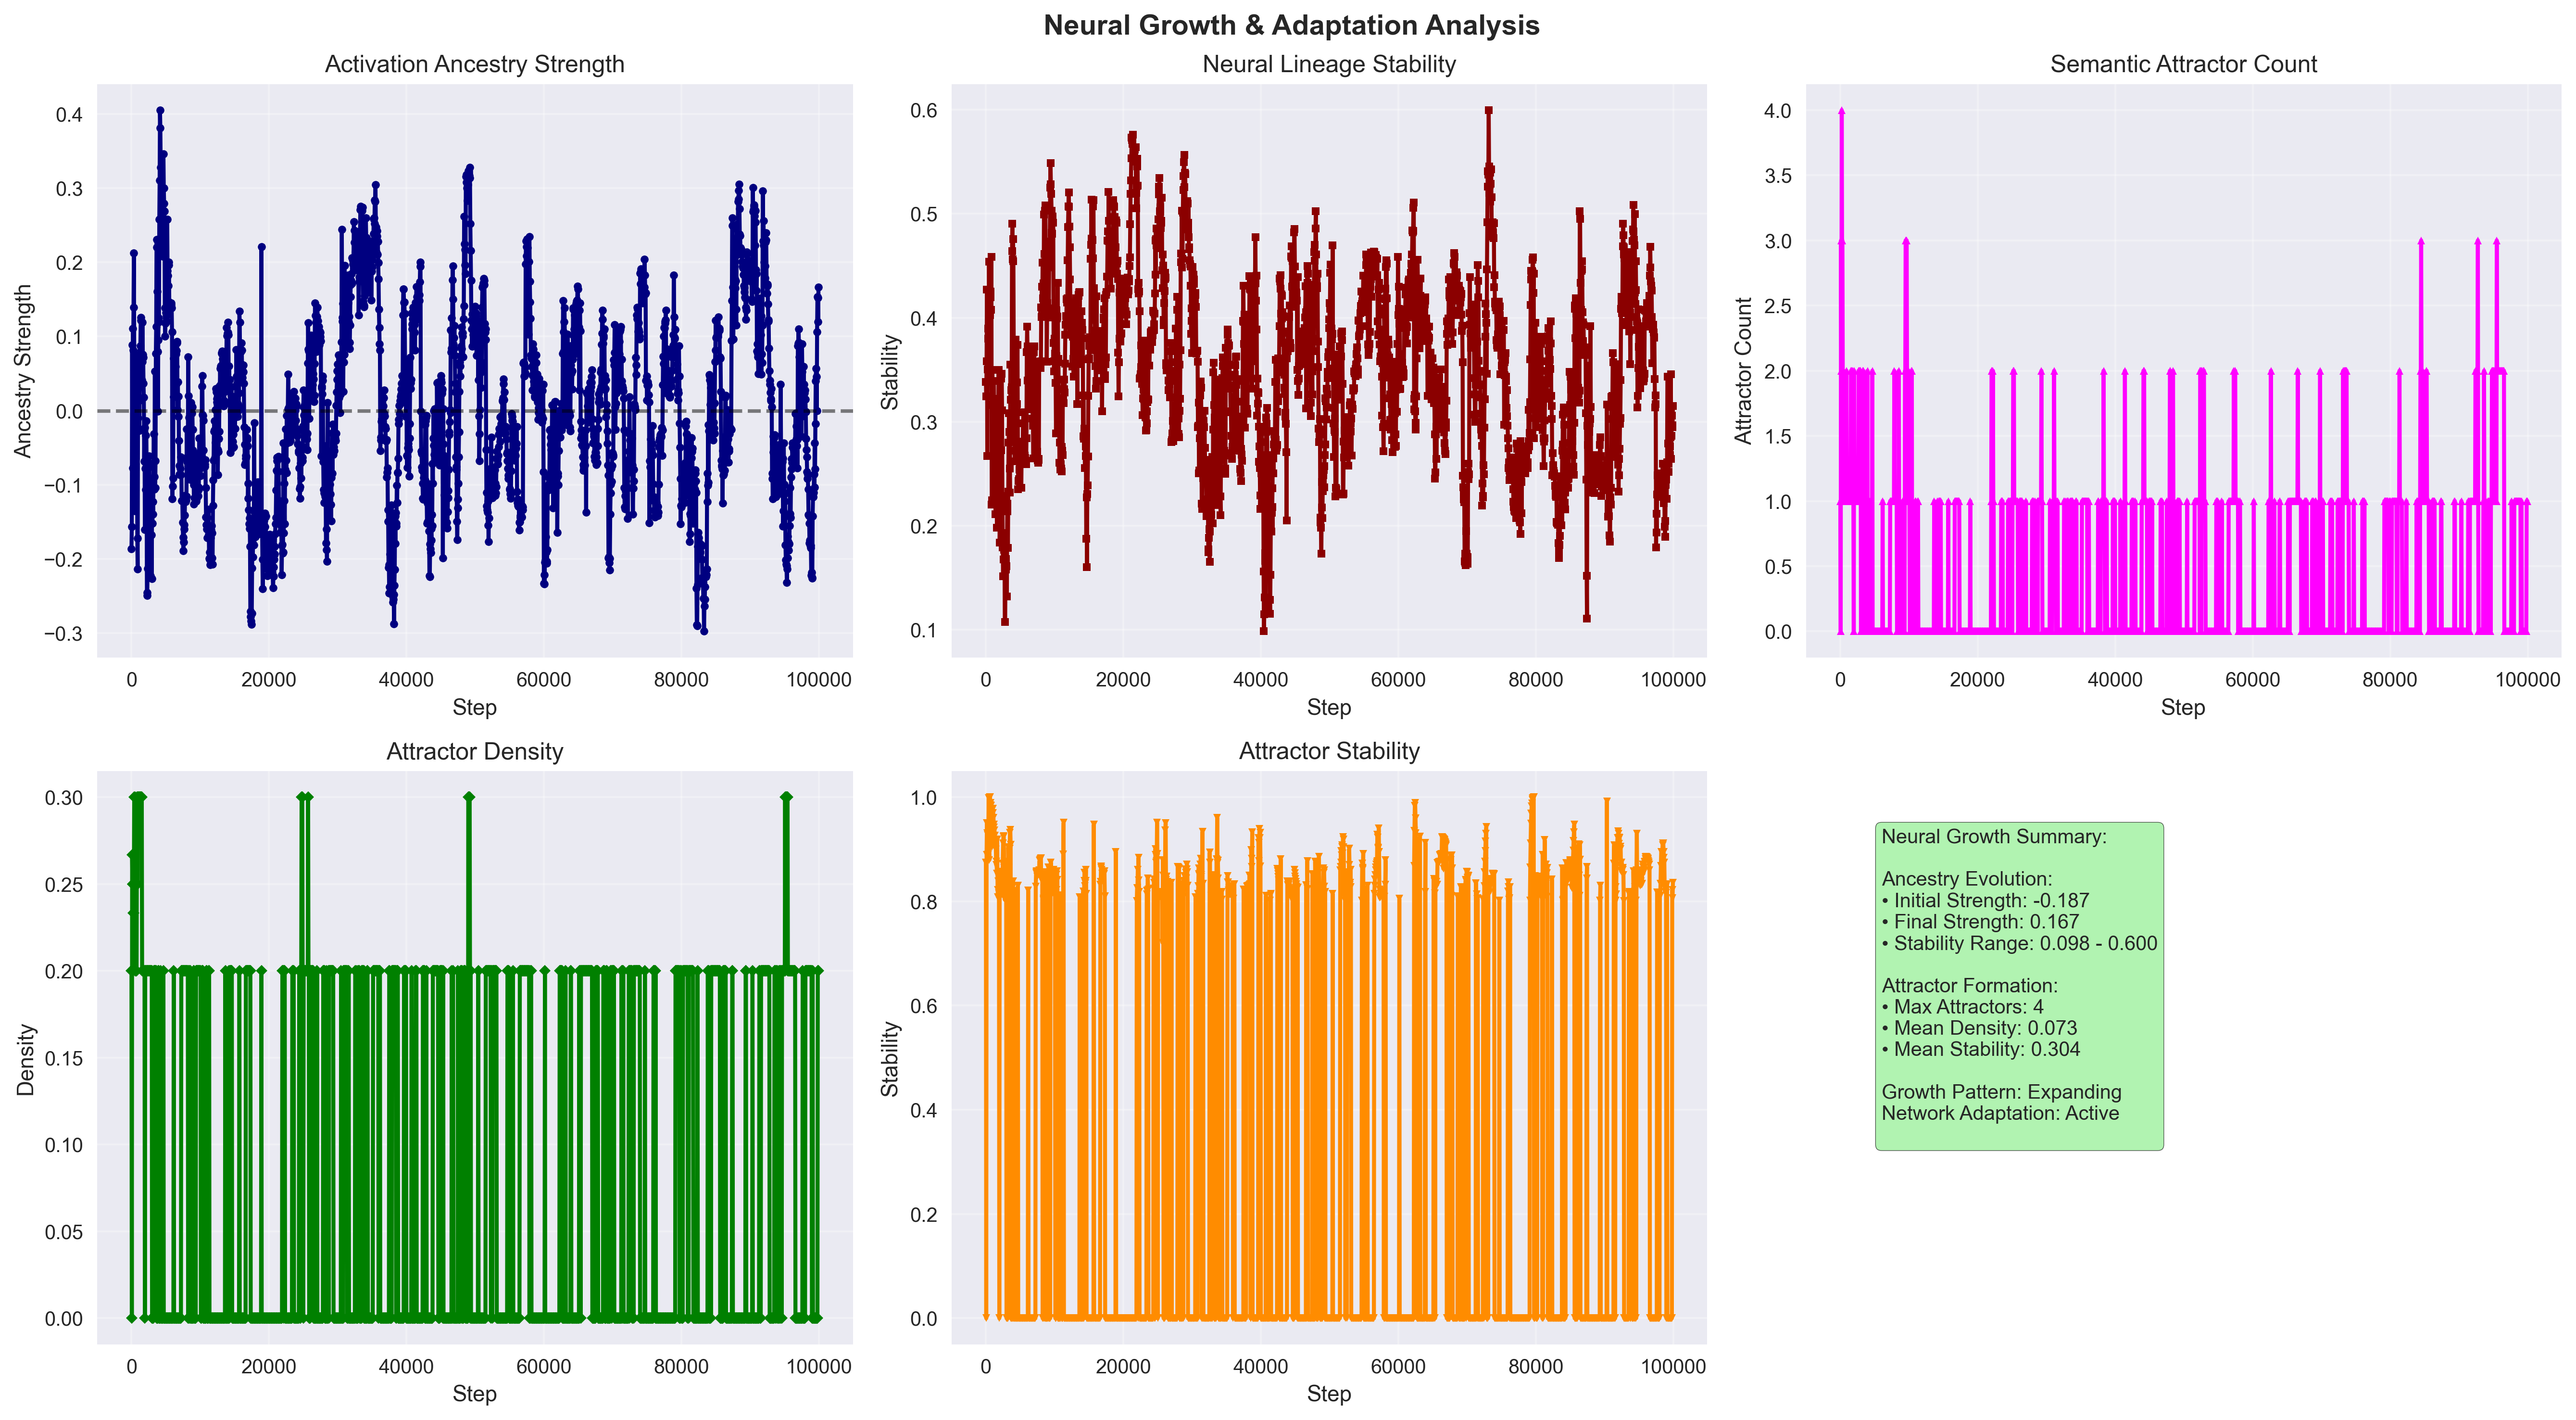 Neural Growth & Adaptation Analysis
Activation Ancestry Strength
Ancestry Strength
0.4
0.3
0.2
0.1
0.0
−0.1
−0.2
−0.3
0 20000 40000 60000 80000 100000
Step
Neural Lineage Stability
Stability
0.6
0.5
0.4
0.3
0.2
0.1
0 20000 40000 60000 80000 100000
Step
Semantic Attractor Count
Attractor Count
4.0
3.5
3.0
2.5
2.0
1.5
1.0
0.5
0.0
0 20000 40000 60000 80000 100000
Step
Attractor Density
Density
0.30
0.25
0.20
0.15
0.10
0.05
0.00
0 20000 40000 60000 80000 100000
Step
Attractor Stability
Stability
1.0
0.8
0.6
0.4
0.2
0.0
0 20000 40000 60000 80000 100000
Step
Neural Growth Summary:
Ancestry Evolution:
• Initial Strength: -0.187
• Final Strength: 0.167
• Stability Range: 0.098 - 0.600
Attractor Formation:
• Max Attractors: 4
• Mean Density: 0.073
• Mean Stability: 0.304
Growth Pattern: Expanding
Network Adaptation: Active